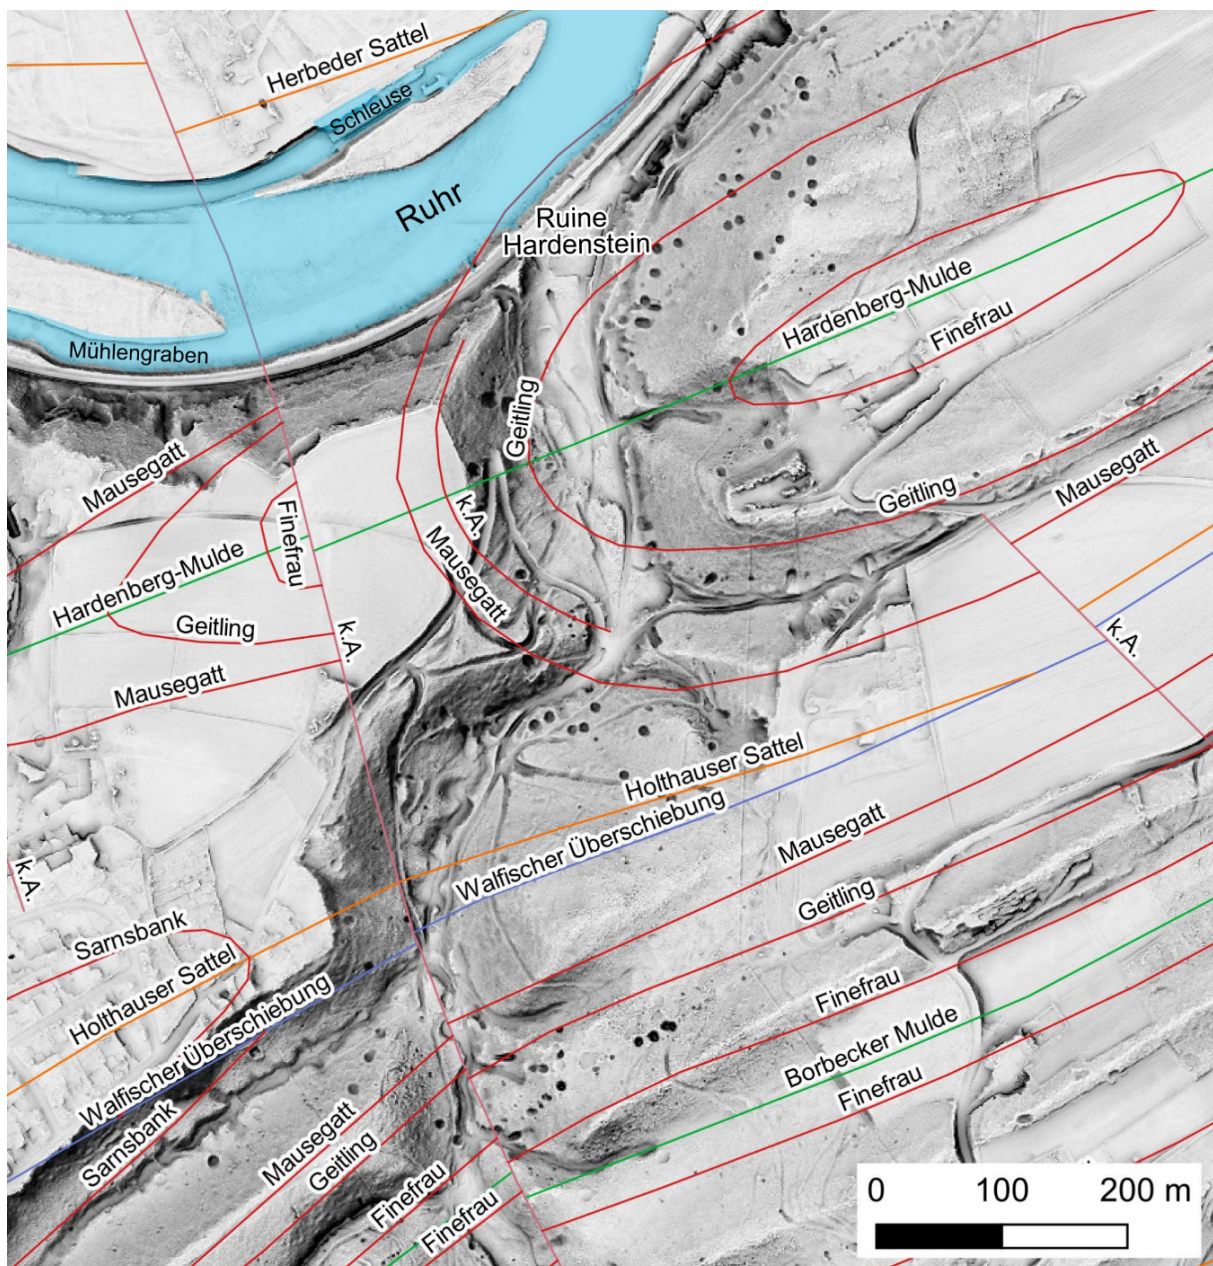 Herbeder Sattel
Schleuse
Ruhr
Ruine
Hardenstein
Mühlengraben
Hardenberg-Mulde
Finefrau
Geitling
Mausegatt
Mausegatt
Geitling
k.A.
Finefrau
Mausegatt
Hardenberg-Mulde
Geitling
k.A.
k.A.
Mausegatt
Holthauser Sattel
Walfischer Überschiebung
Mausegatt
k.A.
Geitling
Sarnsbank
Holthauser Sattel
Finefrau
Walfischer Überschiebung
Borbecker Mulde
Finefrau
Sarnsbank
Mausegatt
Geitling
Finefrau
Finefrau
0 100 200 m